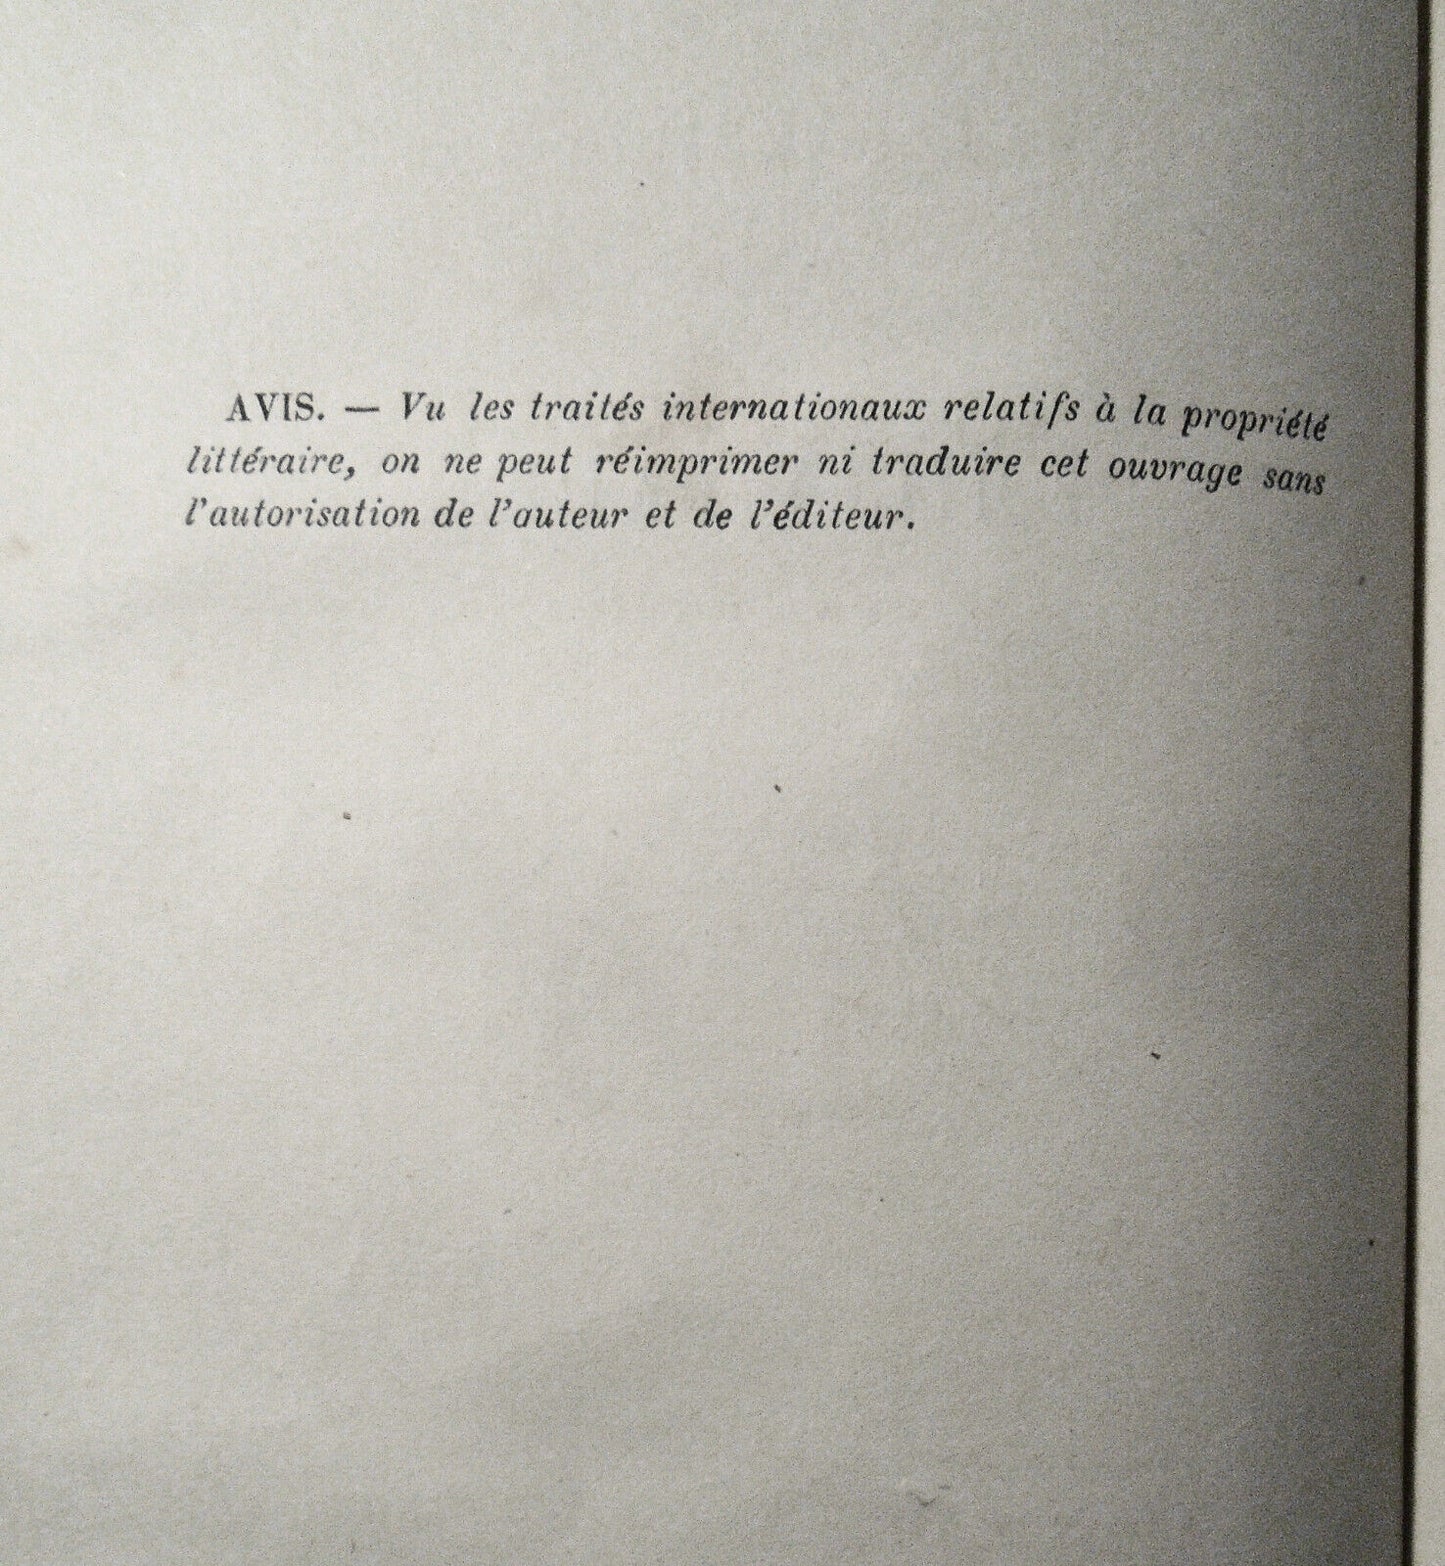 AVIS. — Vu les traités internationaux relatifs à la propriété
littéraire, on ne peut réimprimer ni traduire cet ouvrage sans
l'autorisation de l'auteur et de l'éditeur.